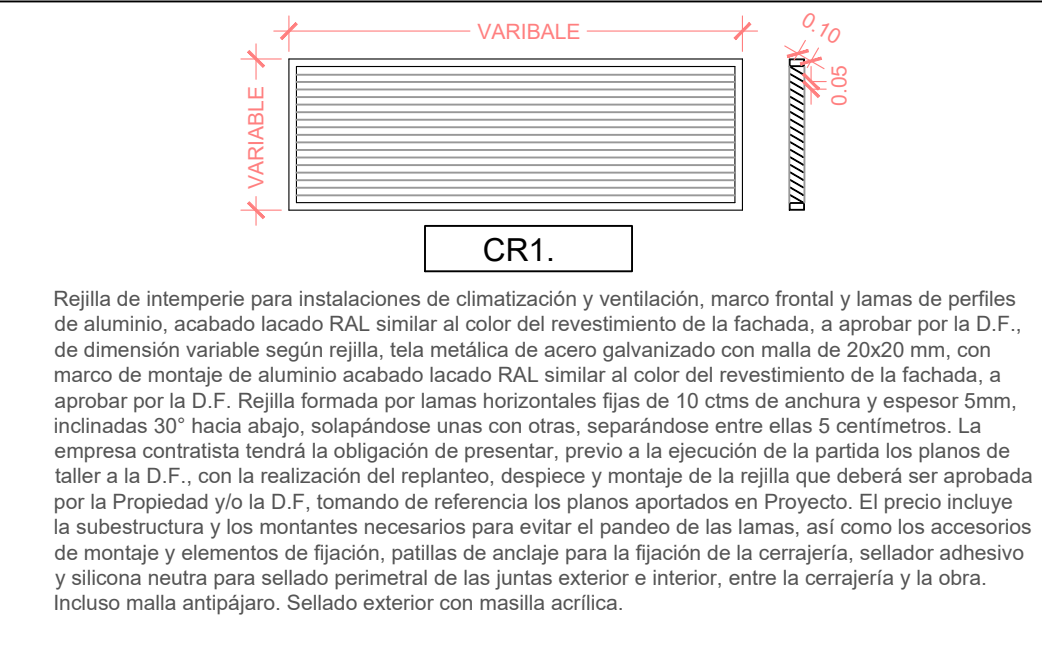 VARIBALE
0.10
0.05
VARIABLE
CR1.
Rejilla de intemperie para instalaciones de climatización y ventilación, marco frontal y lamas de perfiles
de aluminio, acabado lacado RAL similar al color del revestimiento de la fachada, a aprobar por la D.F.,
de dimensión variable según rejilla, tela metálica de acero galvanizado con malla de 20x20 mm, con
marco de montaje de aluminio acabado lacado RAL similar al color del revestimiento de la fachada, a
aprobar por la D.F. Rejilla formada por lamas horizontales fijas de 10 ctms de anchura y espesor 5mm,
inclinadas 30° hacia abajo, solapándose unas con otras, separándose entre ellas 5 centímetros. La
empresa contratista tendrá la obligación de presentar, previo a la ejecución de la partida los planos de
taller a la D.F., con la realización del replanteo, despiece y montaje de la rejilla que deberá ser aprobada
por la Propiedad y/o la D.F, tomando de referencia los planos aportados en Proyecto. El precio incluye
la subestructura y los montantes necesarios para evitar el pandeo de las lamas, así como los accesorios
de montaje y elementos de fijación, patillas de anclaje para la fijación de la cerrajería, sellador adhesivo
y silicona neutra para sellado perimetral de las juntas exterior e interior, entre la cerrajería y la obra.
Incluso malla antipájaro. Sellado exterior con masilla acrílica.